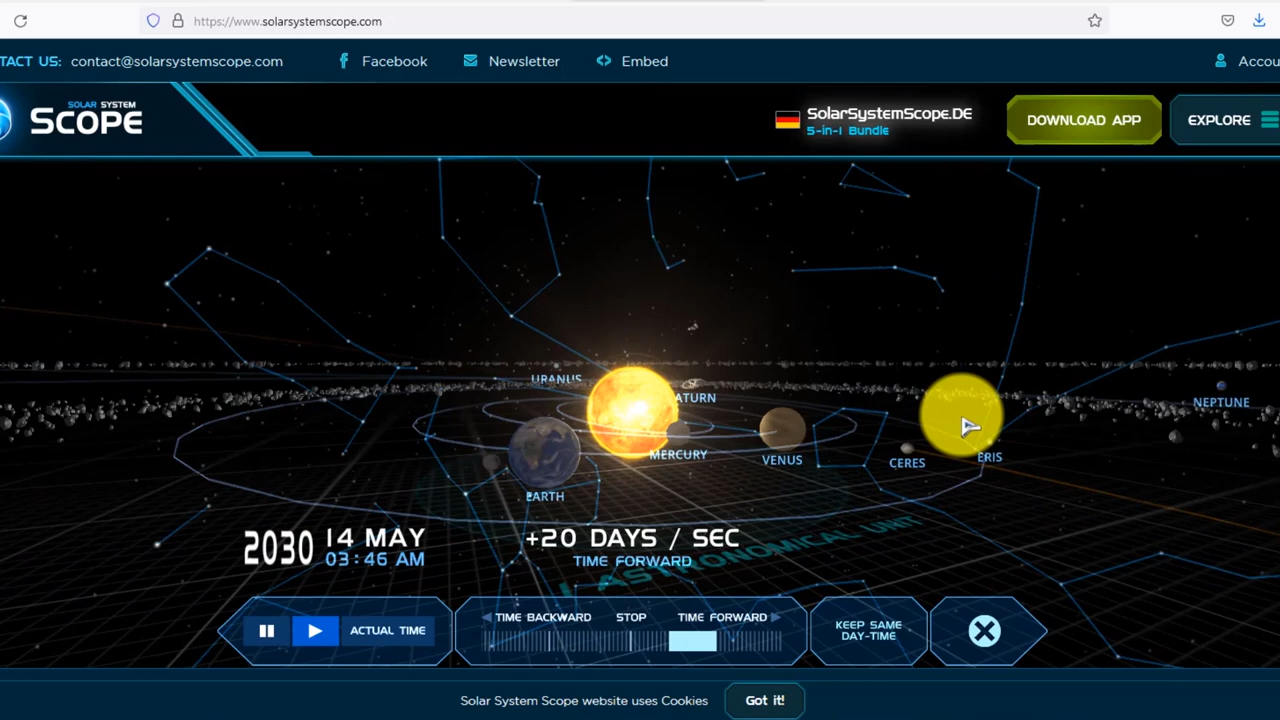 https://www.solarsystemscope.com
TACT US: contact@solarsystemscope.com Facebook Newsletter Embed Accou
SOLAR SYSTEM
SCOPE
SolarSystemScope.DE
5-in-1 Bundle
DOWNLOAD APP
EXPLORE
URANUS
ATURN
NEPTUNE
MERCURY
VENUS
CERES
ERIS
EARTH
1 ASTRONOMICAL UNIT
2030 14 MAY
03:46 AM
+20 DAYS / SEC
TIME FORWARD
ACTUAL TIME
TIME BACKWARD STOP TIME FORWARD
KEEP SAME
DAY-TIME
Solar System Scope website uses Cookies Got it!